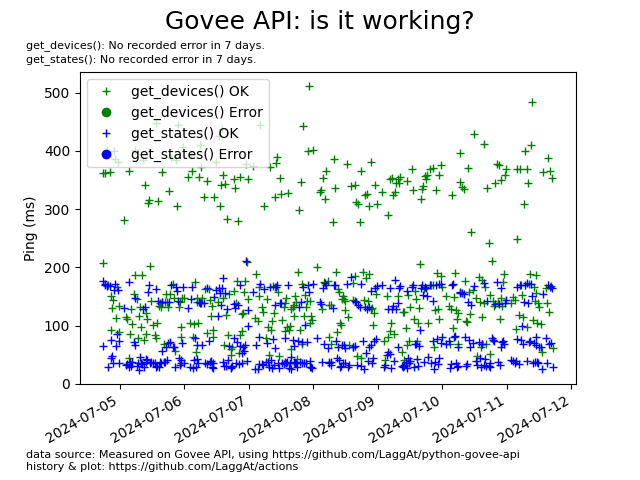 Govee API: is it working?
get_devices(): No recorded error in 7 days.
get_states(): No recorded error in 7 days.
get_devices() OK
get_devices() Error
get_states() OK
get_states() Error
Ping (ms)
500
400
300
200
100
0
2024-07-05
2024-07-06
2024-07-07
2024-07-08
2024-07-09
2024-07-10
2024-07-11
2024-07-12
data source: Measured on Govee API, using https://github.com/LaggAt/python-govee-api
history & plot: https://github.com/LaggAt/actions